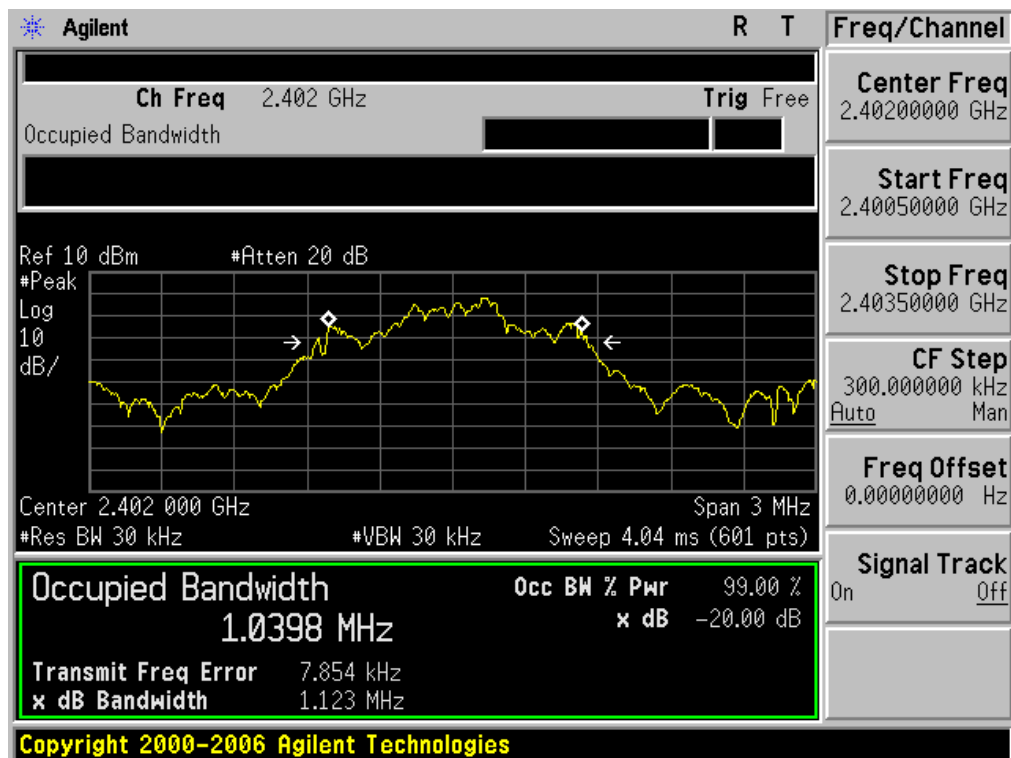 Agilent R T
Freq/Channel
Ch Freq 2.402 GHz Trig Free
Occupied Bandwidth
Center Freq
2.40200000 GHz
Start Freq
2.40050000 GHz
Stop Freq
2.40350000 GHz
CF Step
300.000000 kHz
Auto Man
Freq Offset
0.00000000 Hz
Signal Track
On Off
Ref 10 dBm #Atten 20 dB
#Peak
Log
10
dB/
Center 2.402 000 GHz Span 3 MHz
#Res BW 30 kHz #VBW 30 kHz Sweep 4.04 ms (601 pts)
Occupied Bandwidth Occ BW % Pwr 99.00 %
1.0398 MHz x dB -20.00 dB
Transmit Freq Error 7.854 kHz
x dB Bandwidth 1.123 MHz
Copyright 2000-2006 Agilent Technologies